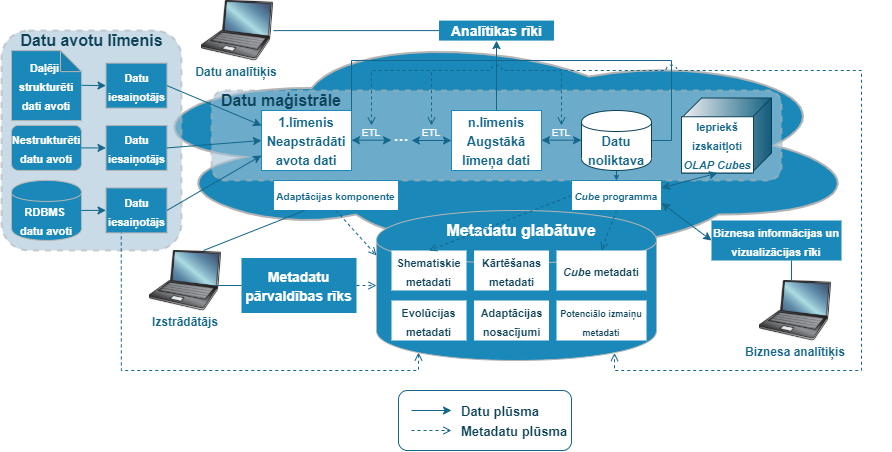 Datu avotu līmenis
Daļēji
strukturēti
dati avoti
Datu
iesaiņotājs
Nestrukturēti
datu avoti
Datu
iesaiņotājs
RDBMS
datu avoti
Datu
iesaiņotājs
Datu analītiķis
Analītikas rīki
Datu maģistrāle
1.līmenis
Neapstrādāti
avota dati
ETL
...
ETL
n.līmenis
Augstākā
līmeņa dati
ETL
Datu
noliktava
Iepriekš
izskaitļoti
OLAP Cubes
Adaptācijas komponente
Cube programma
Metadatu glabātuve
Shematiskie
metadati
Kārtēšanas
metadati
Cube metadati
Evolūcijas
metadati
Adaptācijas
nosacījumi
Potenciālo izmaiņu
metadati
Izstrādātājs
Metadatu
pārvaldības rīks
Biznesa informācijas un
vizualizācijas rīki
Biznesa analītiķis
Datu plūsma
Metadatu plūsma